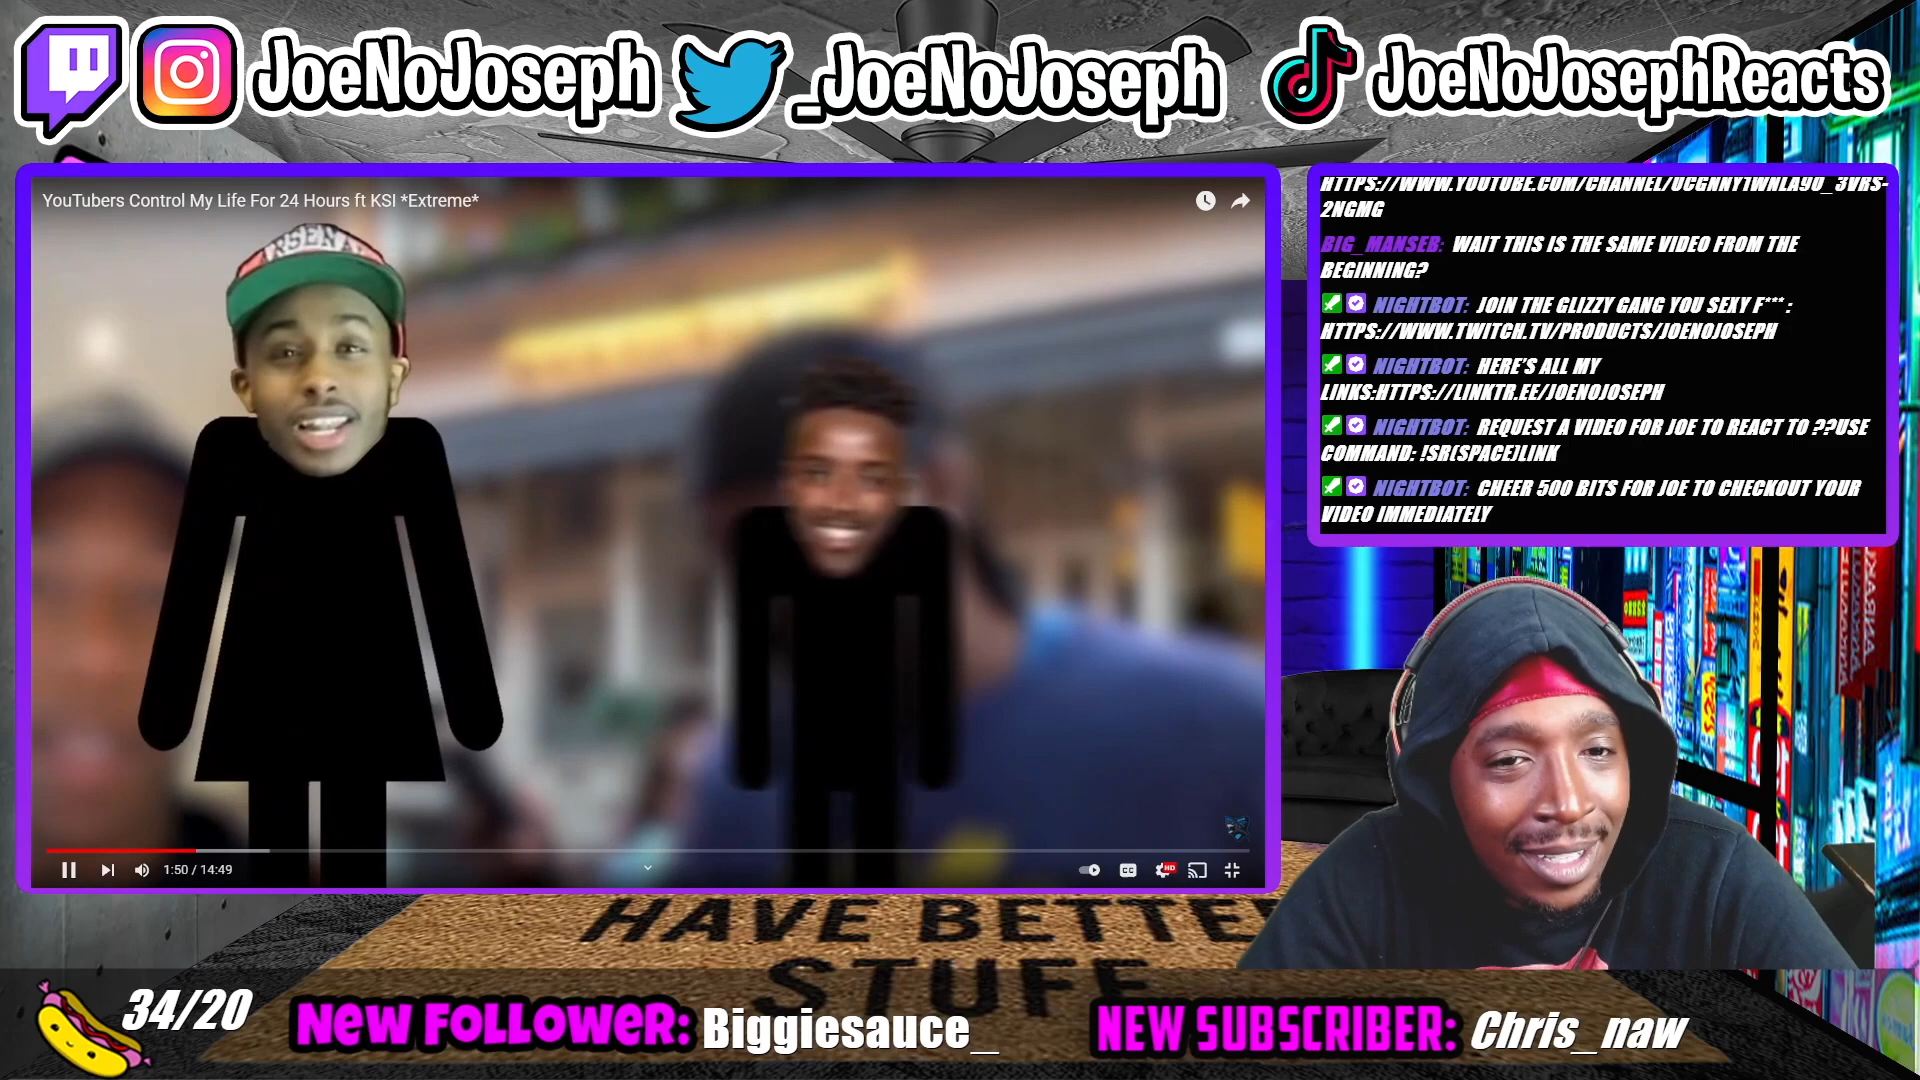 JoeNoJoseph
_JoeNoJoseph
JoeNoJosephReacts
YouTubers Control My Life For 24 Hours ft KSI *Extreme*
ARSENAL
HTTPS://WWW.YOUTUBE.COM/CHANNEL/UCGNNY1WNLA9U_3VRS-
2NGMG
BIG_MANSEB: WAIT THIS IS THE SAME VIDEO FROM THE
BEGINNING?
NIGHTBOT: JOIN THE GLIZZY GANG YOU SEXY F*** :
HTTPS://WWW.TWITCH.TV/PRODUCTS/JOENOJOSEPH
NIGHTBOT: HERE'S ALL MY
LINKS:HTTPS://LINKTR.EE/JOENOJOSEPH
NIGHTBOT: REQUEST A VIDEO FOR JOE TO REACT TO ??USE
COMMAND: !SR(SPACE)LINK
NIGHTBOT: CHEER 500 BITS FOR JOE TO CHECKOUT YOUR
VIDEO IMMEDIATELY
1:50 / 14:49
CC
HD
HAVE BETTE
STUFF
34/20
New Follower: Biggiesauce_
NEW SUBSCRIBER: Chris_naw